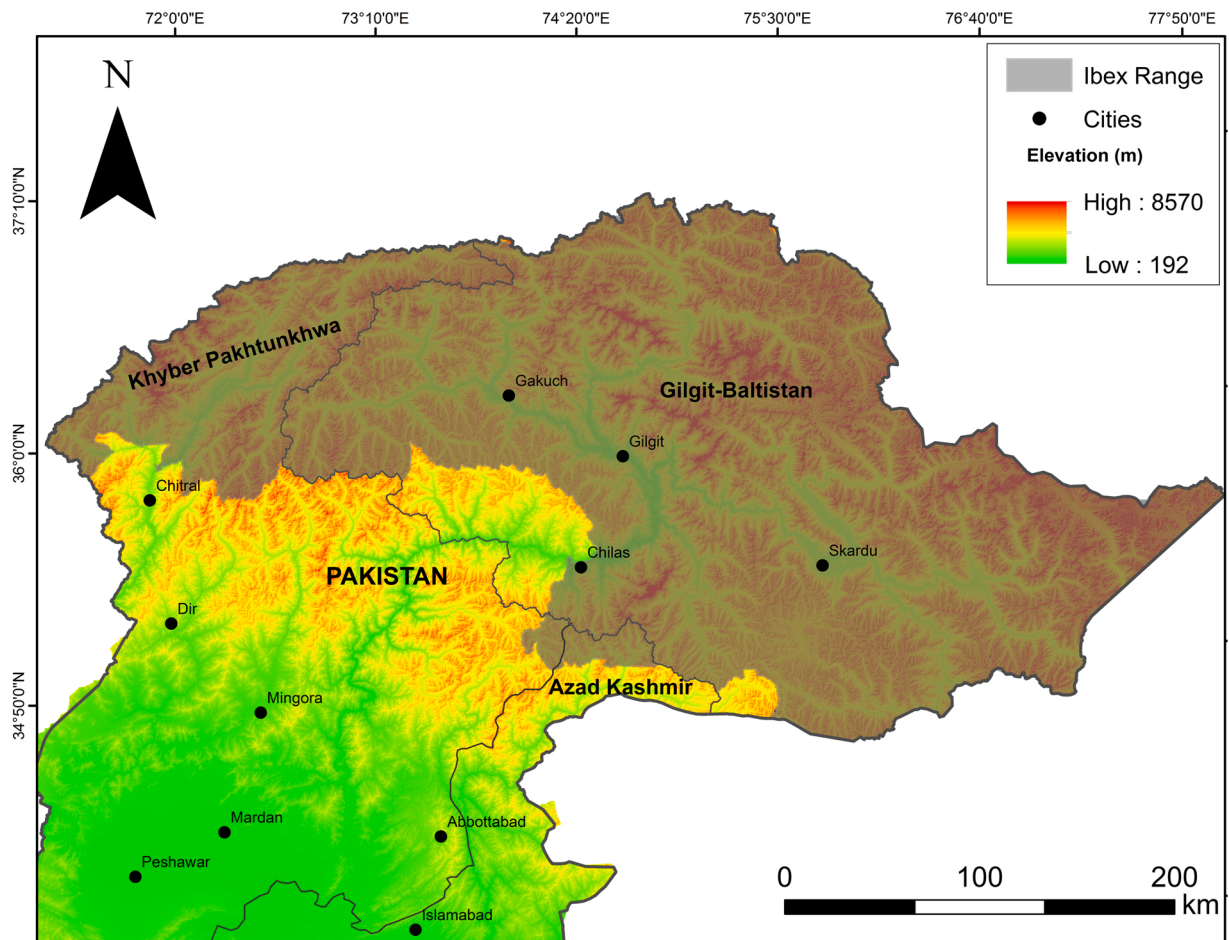 72°0'0"E 73°10'0"E 74°20'0"E 75°30'0"E 76°40'0"E 77°50'0"E
N
Ibex Range
Cities
Elevation (m)
High : 8570
Low : 192
37°10'0"N
36°0'0"N
34°50'0"N
Khyber Pakhtunkhwa
Gakuch
Gilgit-Baltistan
Gilgit
Chitral
Chilas
Skardu
PAKISTAN
Dir
Azad Kashmir
Mingora
Mardan
Abbottabad
Peshawar
Islamabad
0 100 200
km